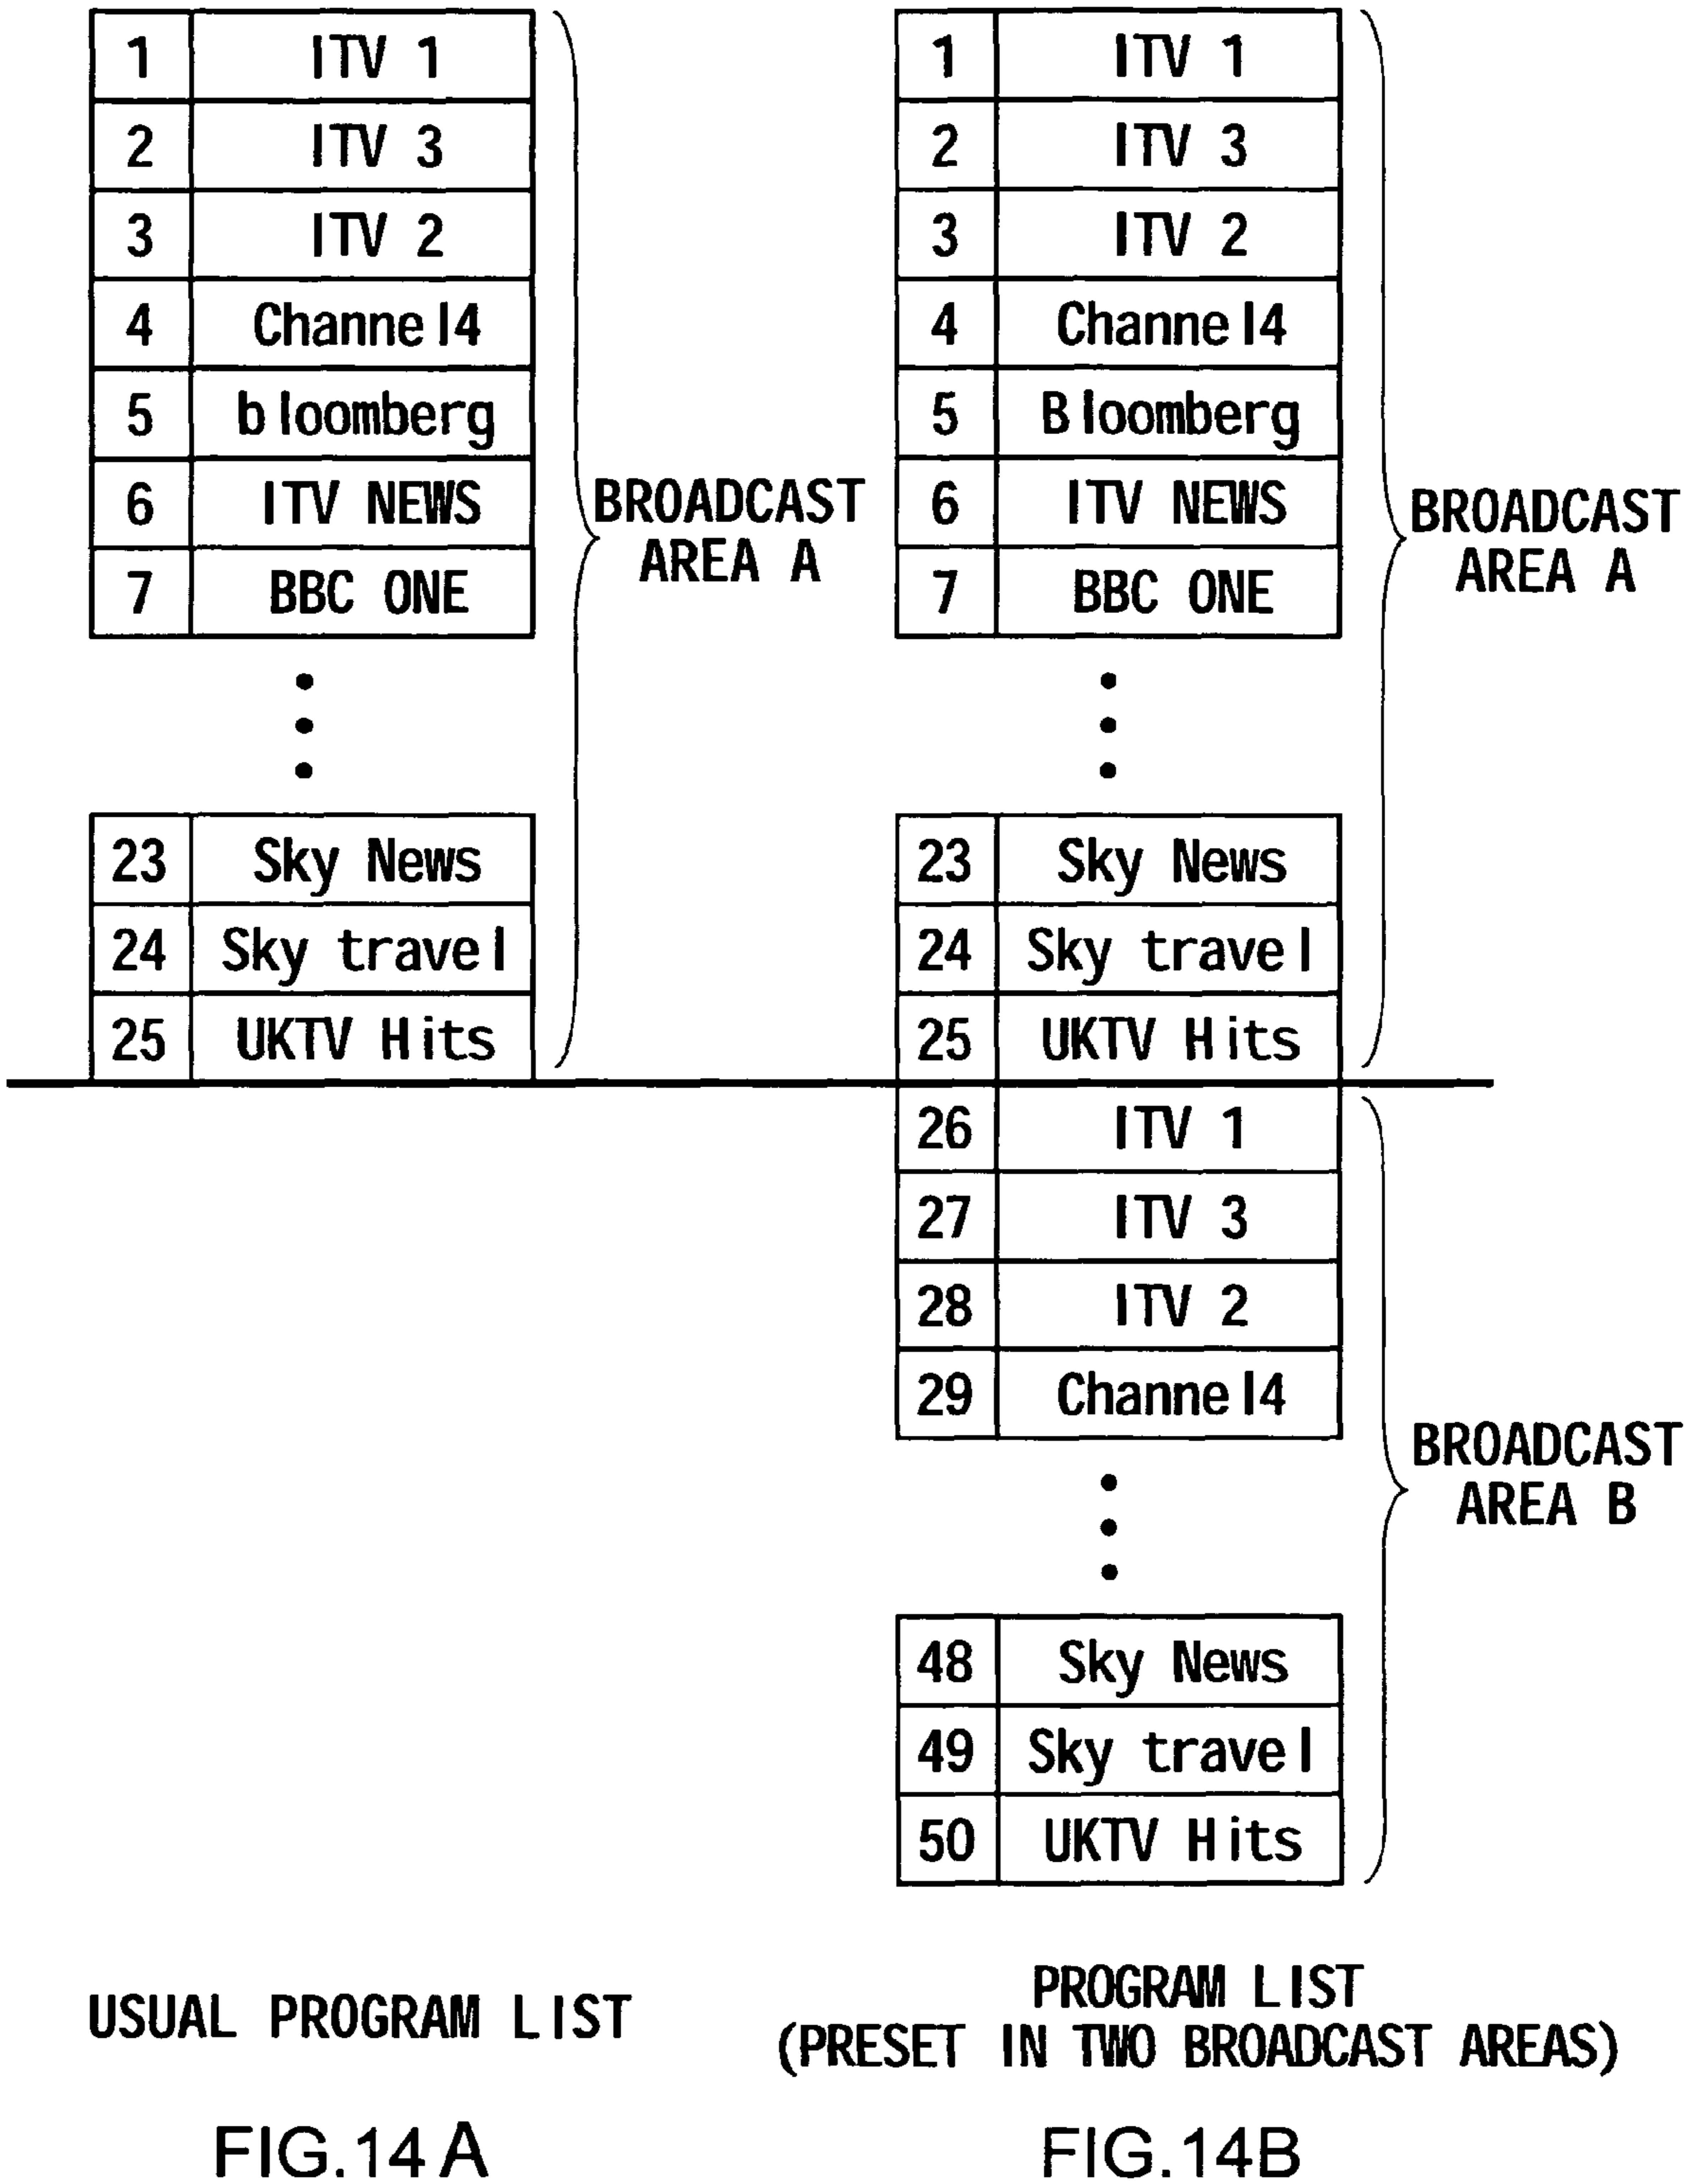 1 ITV 1
2 ITV 3
3 ITV 2
4 Channel4
5 bloomberg
6 ITV NEWS
7 BBC ONE
23 Sky News
24 Sky travel
25 UKTV Hits
BROADCAST
AREA A
USUAL PROGRAM LIST
FIG.14A
1 ITV 1
2 ITV 3
3 ITV 2
4 Channel4
5 Bloomberg
6 ITV NEWS
7 BBC ONE
23 Sky News
24 Sky travel
25 UKTV Hits
BROADCAST
AREA A
26 ITV 1
27 ITV 3
28 ITV 2
29 Channel4
48 Sky News
49 Sky travel
50 UKTV Hits
BROADCAST
AREA B
PROGRAM LIST
(PRESET IN TWO BROADCAST AREAS)
FIG.14B